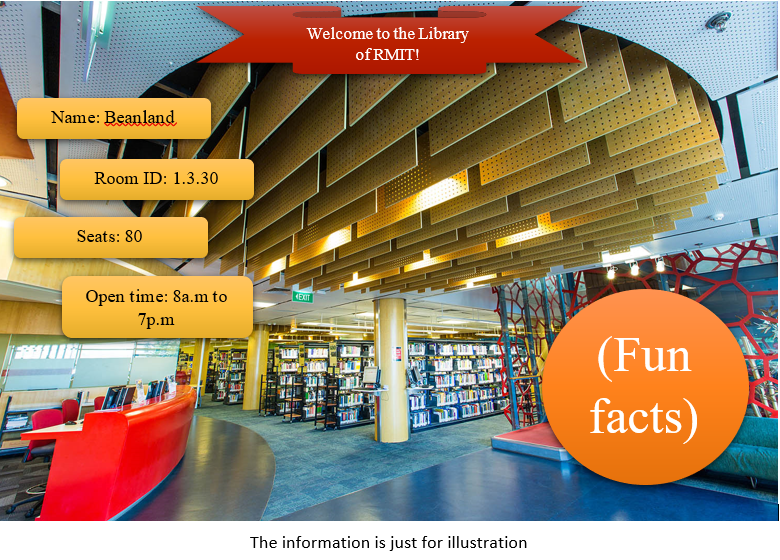 Welcome to the Library
of RMIT!
Name: Beanland
Room ID: 1.3.30
Seats: 80
Open time: 8a.m to
7p.m
EXIT
(Fun
facts)
The information is just for illustration